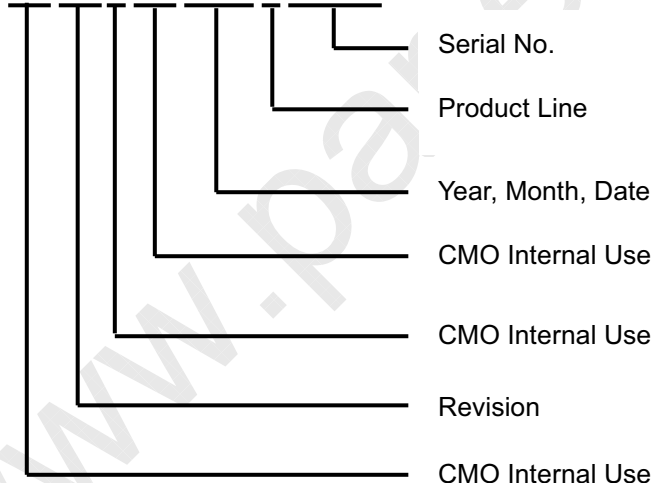 Serial No.
Product Line
Year, Month, Date
CMO Internal Use
CMO Internal Use
Revision
CMO Internal Use